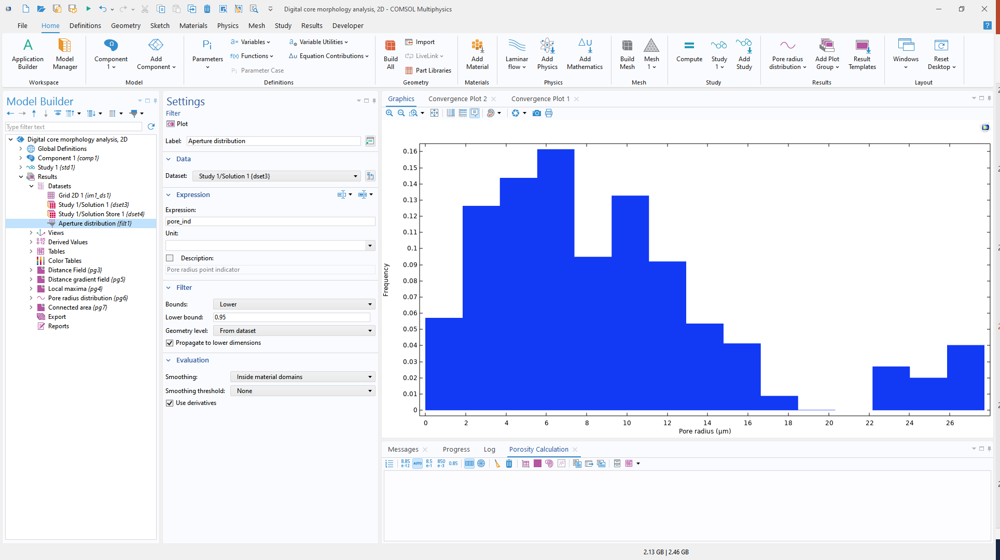 Digital core morphology analysis, 2D - COMSOL Multiphysics
File Home Definitions Geometry Sketch Materials Physics Mesh Study Results Developer
?
Application Builder
Model Manager
Workspace
Component 1
Add Component
Model
Pi
Parameters
a= Variables
f(x) Functions
Pi Parameter Case
Variable Utilities
Δu Equation Contributions
Definitions
Build All
Import
LiveLink
Part Libraries
Geometry
Add Material
Materials
Laminar flow
Add Physics
Add Mathematics
Physics
Build Mesh
Mesh 1
Mesh
Compute
Study 1
Add Study
Study
Pore radius distribution
Add Plot Group
Result Templates
Results
Windows
Reset Desktop
Layout
Model Builder
Type filter text
Digital core morphology analysis, 2D
Global Definitions
Component 1 {comp1}
Study 1 {std1}
Results
Datasets
Grid 2D 1 {im1_ds1}
Study 1/Solution 1 {dset3}
Study 1/Solution Store 1 {dset4}
Aperture distribution {filt1}
Views
8.85 e-12 Derived Values
Tables
Color Tables
Distance Field {pg3}
Distance gradient field {pg5}
Local maxima {pg4}
Pore radius distribution {pg6}
Connected area {pg7}
Export
Reports
Settings
Filter
Plot
Label: Aperture distribution
Data
Dataset: Study 1/Solution 1 {dset3}
Expression
Expression:
pore_ind
Unit:
Description:
Pore radius point indicator
Filter
Bounds: Lower
Lower bound: 0.95
Geometry level: From dataset
Propagate to lower dimensions
Evaluation
Smoothing: Inside material domains
Smoothing threshold: None
Use derivatives
Graphics Convergence Plot 2 Convergence Plot 1
0.16
0.15
0.14
0.13
0.12
0.11
0.1
0.09
0.08
0.07
0.06
0.05
0.04
0.03
0.02
0.01
0
Frequency
0 2 4 6 8 10 12 14 16 18 20 22 24 26
Pore radius (µm)
Messages Progress Log Porosity Calculation
8.85 e-12 AUTO 8.5 e-1 850 e-3 0.85
2.13 GB | 2.46 GB